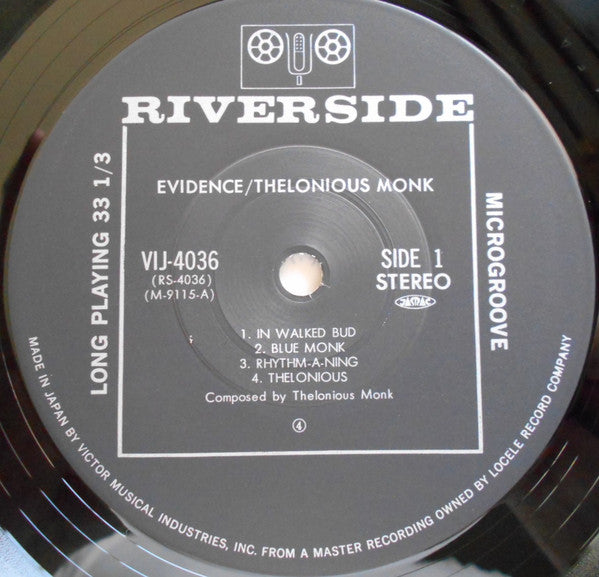 RIVERSIDE
EVIDENCE/THELONIOUS MONK
VIJ-4036
(RS-4036)
(M-9115-A)
SIDE 1
STEREO
JASRAC
1. IN WALKED BUD
2. BLUE MONK
3. RHYTHM-A-NING
4. THELONIOUS
Composed by Thelonious Monk
④
LONG PLAYING 33 1/3
MICROGROOVE
MADE IN JAPAN BY VICTOR MUSICAL INDUSTRIES, INC. FROM A MASTER RECORDING OWNED BY LOCELE RECORD COMPANY